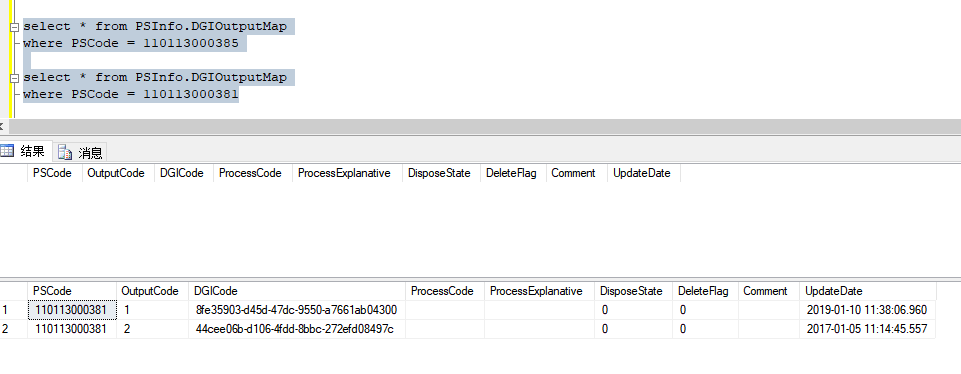 select * from PSInfo.DGIOutputMap
where PSCode = 110113000385
select * from PSInfo.DGIOutputMap
where PSCode = 110113000381
结果 消息
PSCode OutputCode DGICode ProcessCode ProcessExplanative DisposeState DeleteFlag Comment UpdateDate
PSCode OutputCode DGICode ProcessCode ProcessExplanative DisposeState DeleteFlag Comment UpdateDate
1 110113000381 1 8fe35903-d45d-47dc-9550-a7661ab04300 0 0 2019-01-10 11:38:06.960
2 110113000381 2 44cee06b-d106-4fdd-8bbc-272efd08497c 0 0 2017-01-05 11:14:45.557